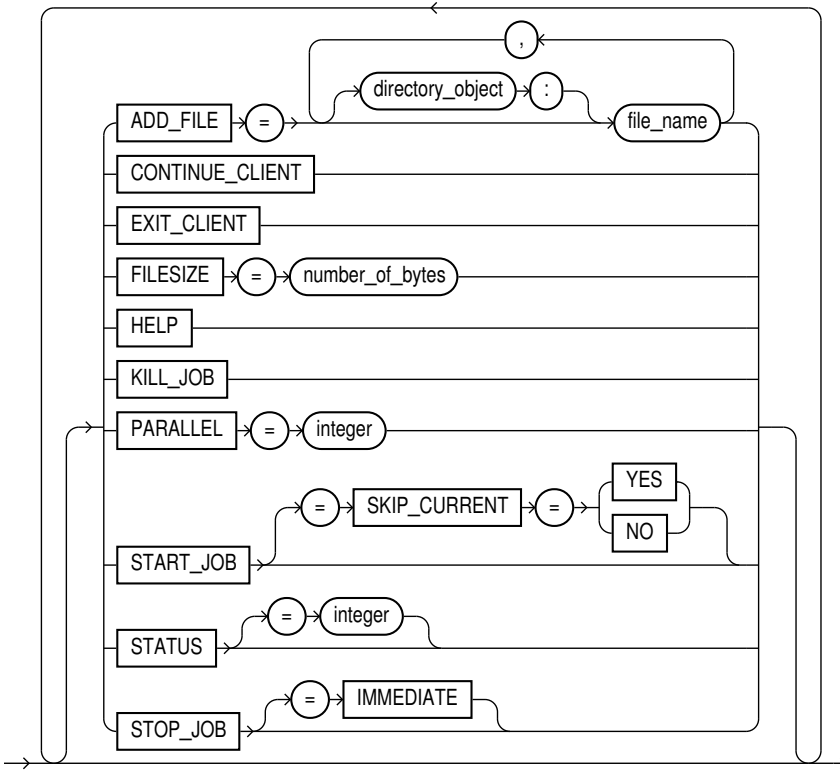 ,
directory_object :
ADD_FILE = file_name
CONTINUE_CLIENT
EXIT_CLIENT
FILESIZE = number_of_bytes
HELP
KILL_JOB
PARALLEL = integer
YES
= SKIP_CURRENT =
NO
START_JOB
= integer
STATUS
= IMMEDIATE
STOP_JOB